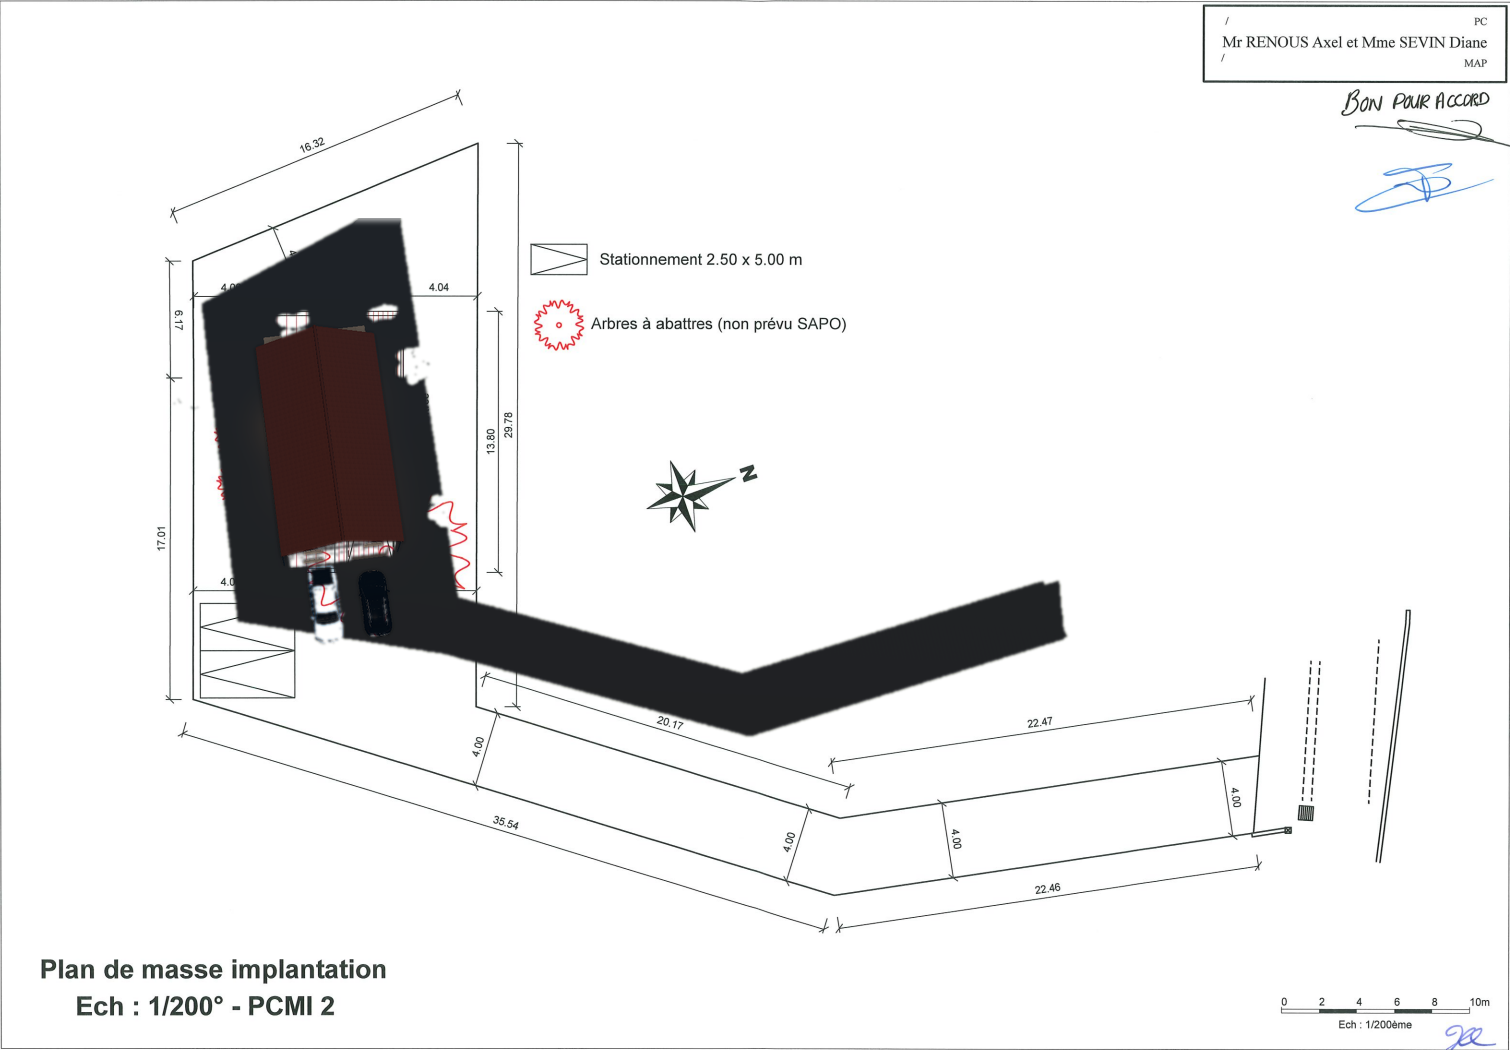 / PC
Mr RENOUS Axel et Mme SEVIN Diane
/ MAP
BON POUR ACCORD
16.32
Stationnement 2.50 x 5.00 m
4.04
6.17
Arbres à abattres (non prévu SAPO)
13.80
29.78
N
17.01
20.17
22.47
4.00
4.00
4.00
4.00
35.54
22.46
Plan de masse implantation
Ech : 1/200° - PCMI 2
0 2 4 6 8 10m
Ech : 1/200ème